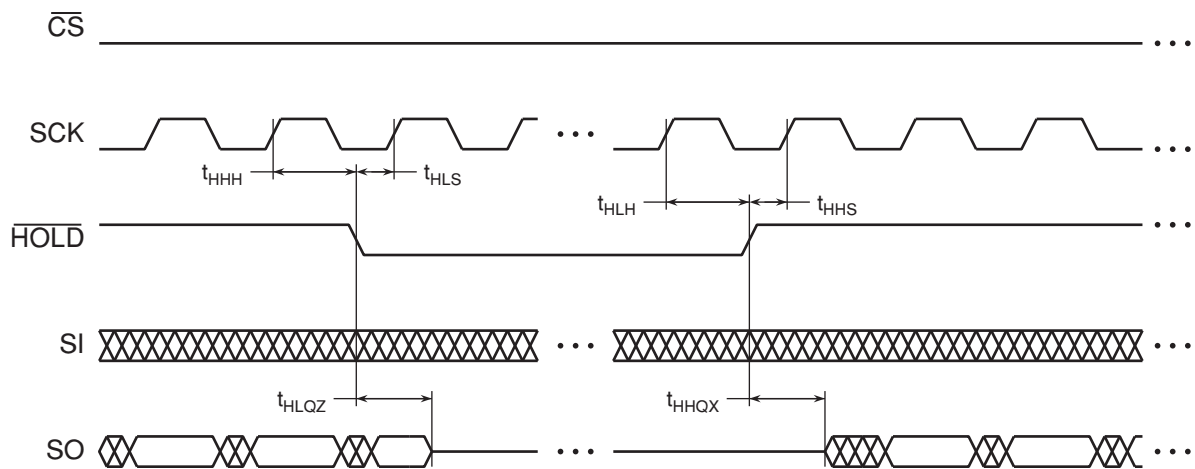 CS
SCK
tHHH
tHLS
tHLH
tHHS
HOLD
SI
tHLQZ
tHHQX
SO